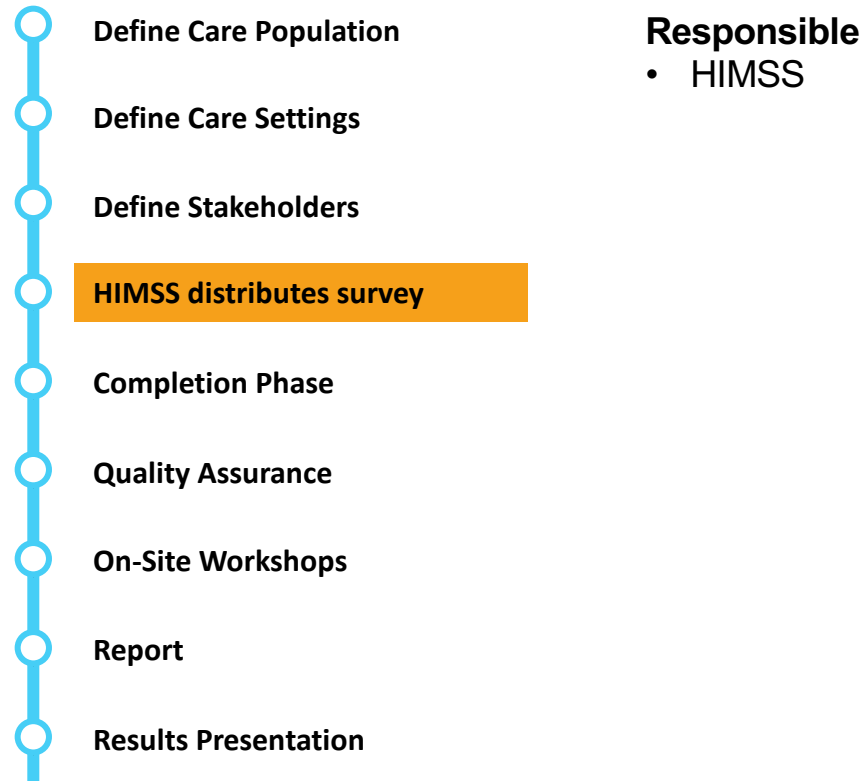 Define Care Population
Define Care Settings
Define Stakeholders
HIMSS distributes survey
Completion Phase
Quality Assurance
On-Site Workshops
Report
Results Presentation
Responsible
• HIMSS